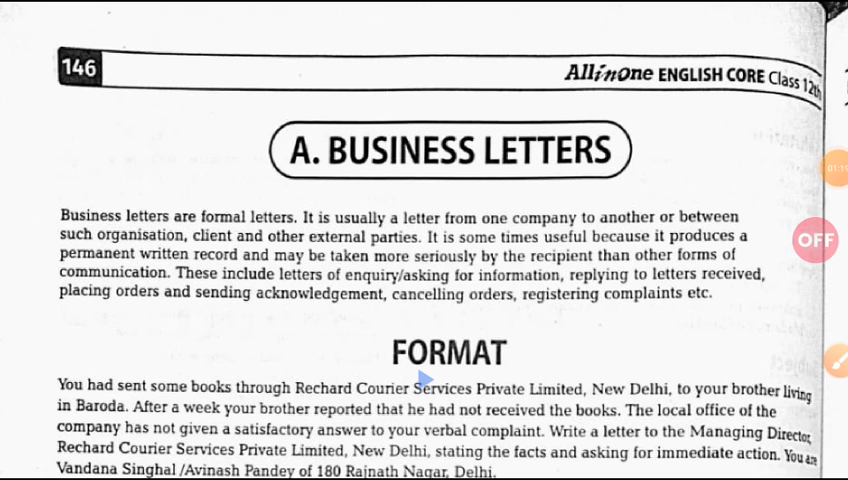 146
All in One ENGLISH CORE Class 12th
A. BUSINESS LETTERS
Business letters are formal letters. It is usually a letter from one company to another or between
such organisation, client and other external parties. It is some times useful because it produces a
permanent written record and may be taken more seriously by the recipient than other forms of
communication. These include letters of enquiry/asking for information, replying to letters received,
placing orders and sending acknowledgement, cancelling orders, registering complaints etc.
FORMAT
You had sent some books through Rechard Courier Services Private Limited, New Delhi, to your brother living
in Baroda. After a week your brother reported that he had not received the books. The local office of the
company has not given a satisfactory answer to your verbal complaint. Write a letter to the Managing Director,
Rechard Courier Services Private Limited, New Delhi, stating the facts and asking for immediate action. You are
Vandana Singhal /Avinash Pandey of 180 Rajnath Nagar, Delhi.
01:19
OFF